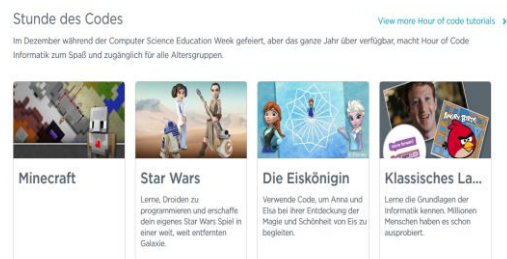 Stunde des Codes
View more Hour of code tutorials
Im Dezember während der Computer Science Education Week gefeiert, aber das ganze Jahr über verfügbar, macht Hour of Code
Informatik zum Spaß und zugänglich für alle Altersgruppen.
ANGRY BIRDS
Minecraft
Star Wars
Die Eiskönigin
Klassisches La...
Lerne, Droiden zu
programmieren und erschaffe
dein eigenes Star Wars Spiel in
einer weit, weit entfernten
Galaxie.
Verwende Code, um Anna und
Elsa bei ihrer Entdeckung der
Magie und Schönheit von Eis zu
begleiten.
Lerne die Grundlagen der
Informatik kennen. Millionen
Menschen haben es schon
ausprobiert.